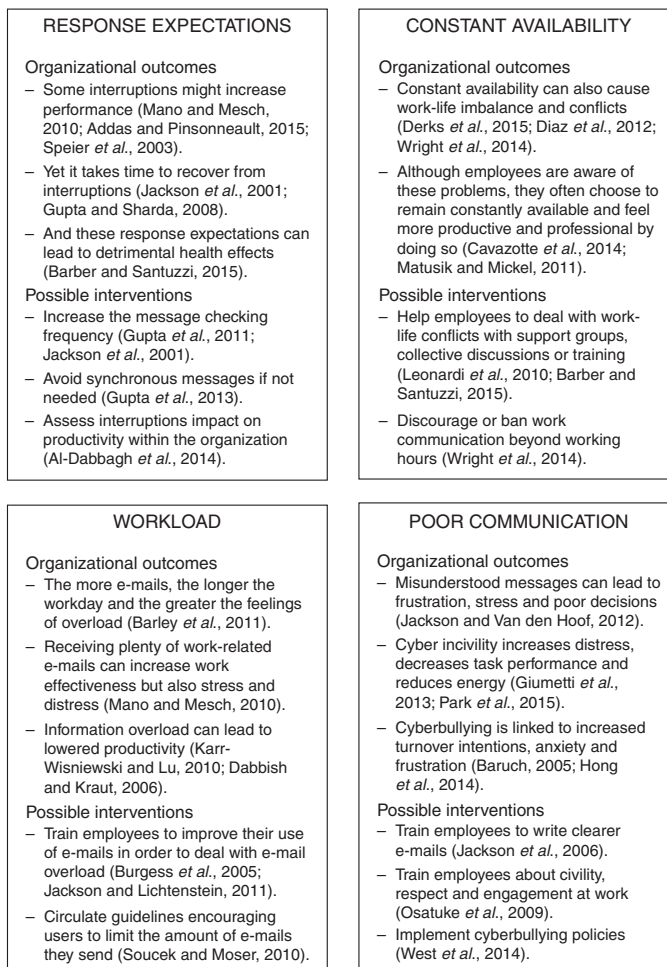 RESPONSE EXPECTATIONS
Organizational outcomes
– Some interruptions might increase
performance (Mano and Mesch,
2010; Addas and Pinsonneault, 2015;
Speier et al., 2003).
– Yet it takes time to recover from
interruptions (Jackson et al., 2001;
Gupta and Sharda, 2008).
– And these response expectations can
lead to detrimental health effects
(Barber and Santuzzi, 2015).
Possible interventions
– Increase the message checking
frequency (Gupta et al., 2011;
Jackson et al., 2001).
– Avoid synchronous messages if not
needed (Gupta et al., 2013).
– Assess interruptions impact on
productivity within the organization
(Al-Dabbagh et al., 2014).
CONSTANT AVAILABILITY
Organizational outcomes
– Constant availability can also cause
work-life imbalance and conflicts
(Derks et al., 2015; Diaz et al., 2012;
Wright et al., 2014).
– Although employees are aware of
these problems, they often choose to
remain constantly available and feel
more productive and professional by
doing so (Cavazotte et al., 2014;
Matusik and Mickel, 2011).
Possible interventions
– Help employees to deal with work-
life conflicts with support groups,
collective discussions or training
(Leonardi et al., 2010; Barber and
Santuzzi, 2015).
– Discourage or ban work
communication beyond working
hours (Wright et al., 2014).
WORKLOAD
Organizational outcomes
– The more e-mails, the longer the
workday and the greater the feelings
of overload (Barley et al., 2011).
– Receiving plenty of work-related
e-mails can increase work
effectiveness but also stress and
distress (Mano and Mesch, 2010).
– Information overload can lead to
lowered productivity (Karr-
Wisniewski and Lu, 2010; Dabbish
and Kraut, 2006).
Possible interventions
– Train employees to improve their use
of e-mails in order to deal with e-mail
overload (Burgess et al., 2005;
Jackson and Lichtenstein, 2011).
– Circulate guidelines encouraging
users to limit the amount of e-mails
they send (Soucek and Moser, 2010).
POOR COMMUNICATION
Organizational outcomes
– Misunderstood messages can lead to
frustration, stress and poor decisions
(Jackson and Van den Hoof, 2012).
– Cyber incivility increases distress,
decreases task performance and
reduces energy (Giumetti et al.,
2013; Park et al., 2015).
– Cyberbullying is linked to increased
turnover intentions, anxiety and
frustration (Baruch, 2005; Hong
et al., 2014).
Possible interventions
– Train employees to write clearer
e-mails (Jackson et al., 2006).
– Train employees about civility,
respect and engagement at work
(Osatuke et al., 2009).
– Implement cyberbullying policies
(West et al., 2014).